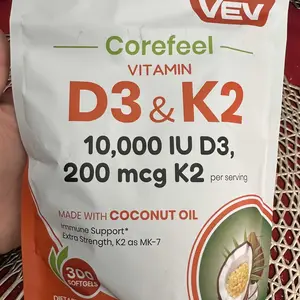 VEV
Corefeel
VITAMIN
D3 & K2
10,000 IU D3,
200 mcg K2 per serving
MADE WITH COCONUT OIL
Immune Support*
Extra Strength, K2 as MK-7
300
SOFTGELS